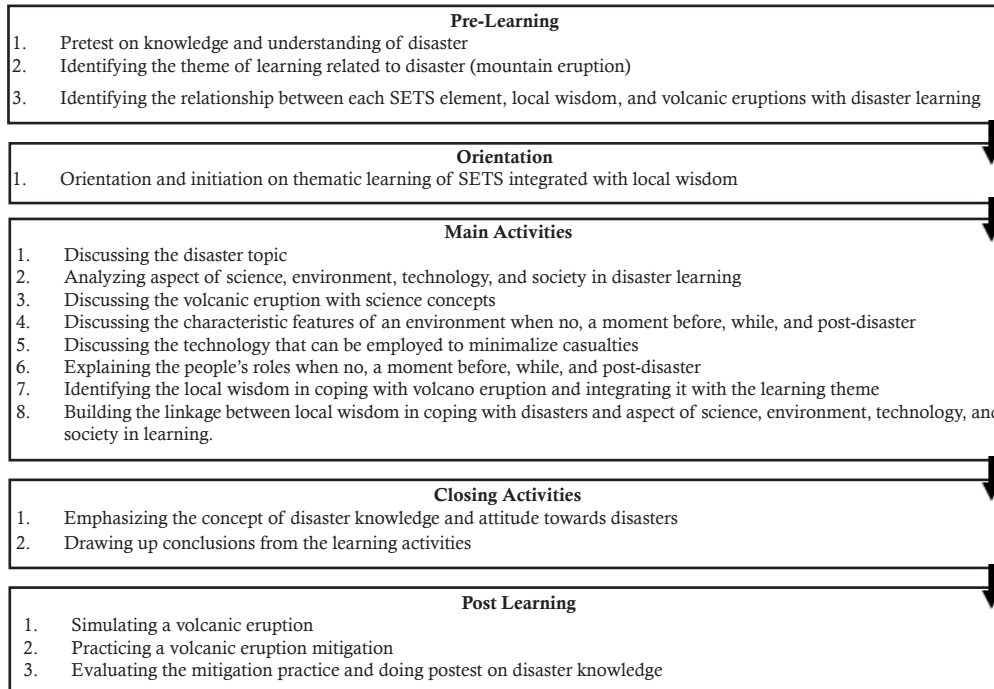 Pre-Learning
1. Pretest on knowledge and understanding of disaster
2. Identifying the theme of learning related to disaster (mountain eruption)
3. Identifying the relationship between each SETS element, local wisdom, and volcanic eruptions with disaster learning
Orientation
1. Orientation and initiation on thematic learning of SETS integrated with local wisdom
Main Activities
1. Discussing the disaster topic
2. Analyzing aspect of science, environment, technology, and society in disaster learning
3. Discussing the volcanic eruption with science concepts
4. Discussing the characteristic features of an environment when no, a moment before, while, and post-disaster
5. Discussing the technology that can be employed to minimalize casualties
6. Explaining the people's roles when no, a moment before, while, and post-disaster
7. Identifying the local wisdom in coping with volcano eruption and integrating it with the learning theme
8. Building the linkage between local wisdom in coping with disasters and aspect of science, environment, technology, and
society in learning.
Closing Activities
1. Emphasizing the concept of disaster knowledge and attitude towards disasters
2. Drawing up conclusions from the learning activities
Post Learning
1. Simulating a volcanic eruption
2. Practicing a volcanic eruption mitigation
3. Evaluating the mitigation practice and doing postest on disaster knowledge